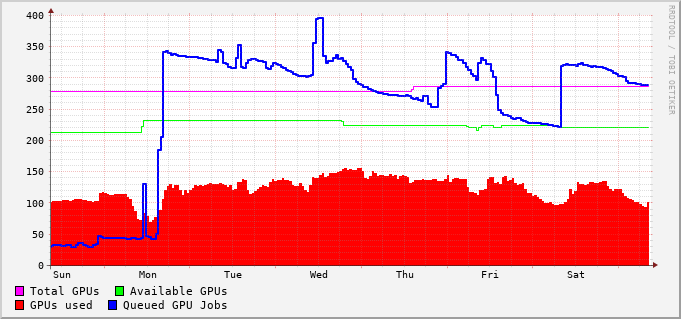 400
350
300
250
200
150
100
50
0
Sun Mon Tue Wed Thu Fri Sat
Total GPUs Available GPUs
GPUs used Queued GPU Jobs
RRDTOOL / TOBI OETIKER